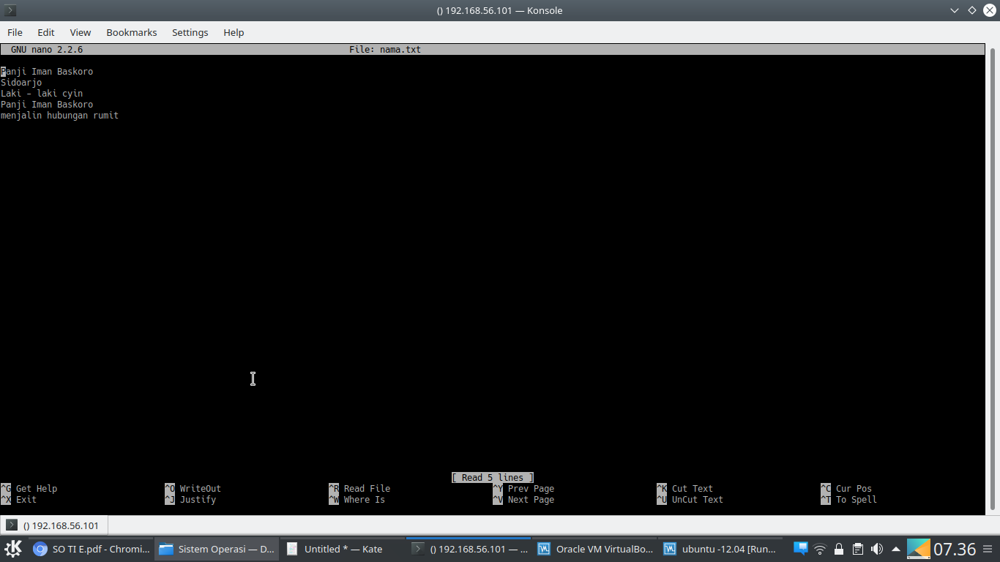 () 192.168.56.101 — Konsole
File Edit View Bookmarks Settings Help
GNU nano 2.2.6 File: nama.txt
Panji Iman Baskoro
Sidoarjo
Laki - laki cyin
Panji Iman Baskoro
menjalin hubungan rumit
[ Read 5 lines ]
^G Get Help ^O WriteOut ^R Read File ^Y Prev Page ^K Cut Text ^C Cur Pos
^X Exit ^J Justify ^W Where Is ^V Next Page ^U UnCut Text ^T To Spell
() 192.168.56.101
SO TI E.pdf - Chromi... Sistem Operasi — D... Untitled * — Kate () 192.168.56.101 — ... Oracle VM VirtualBo... ubuntu -12.04 [Run... 07.36